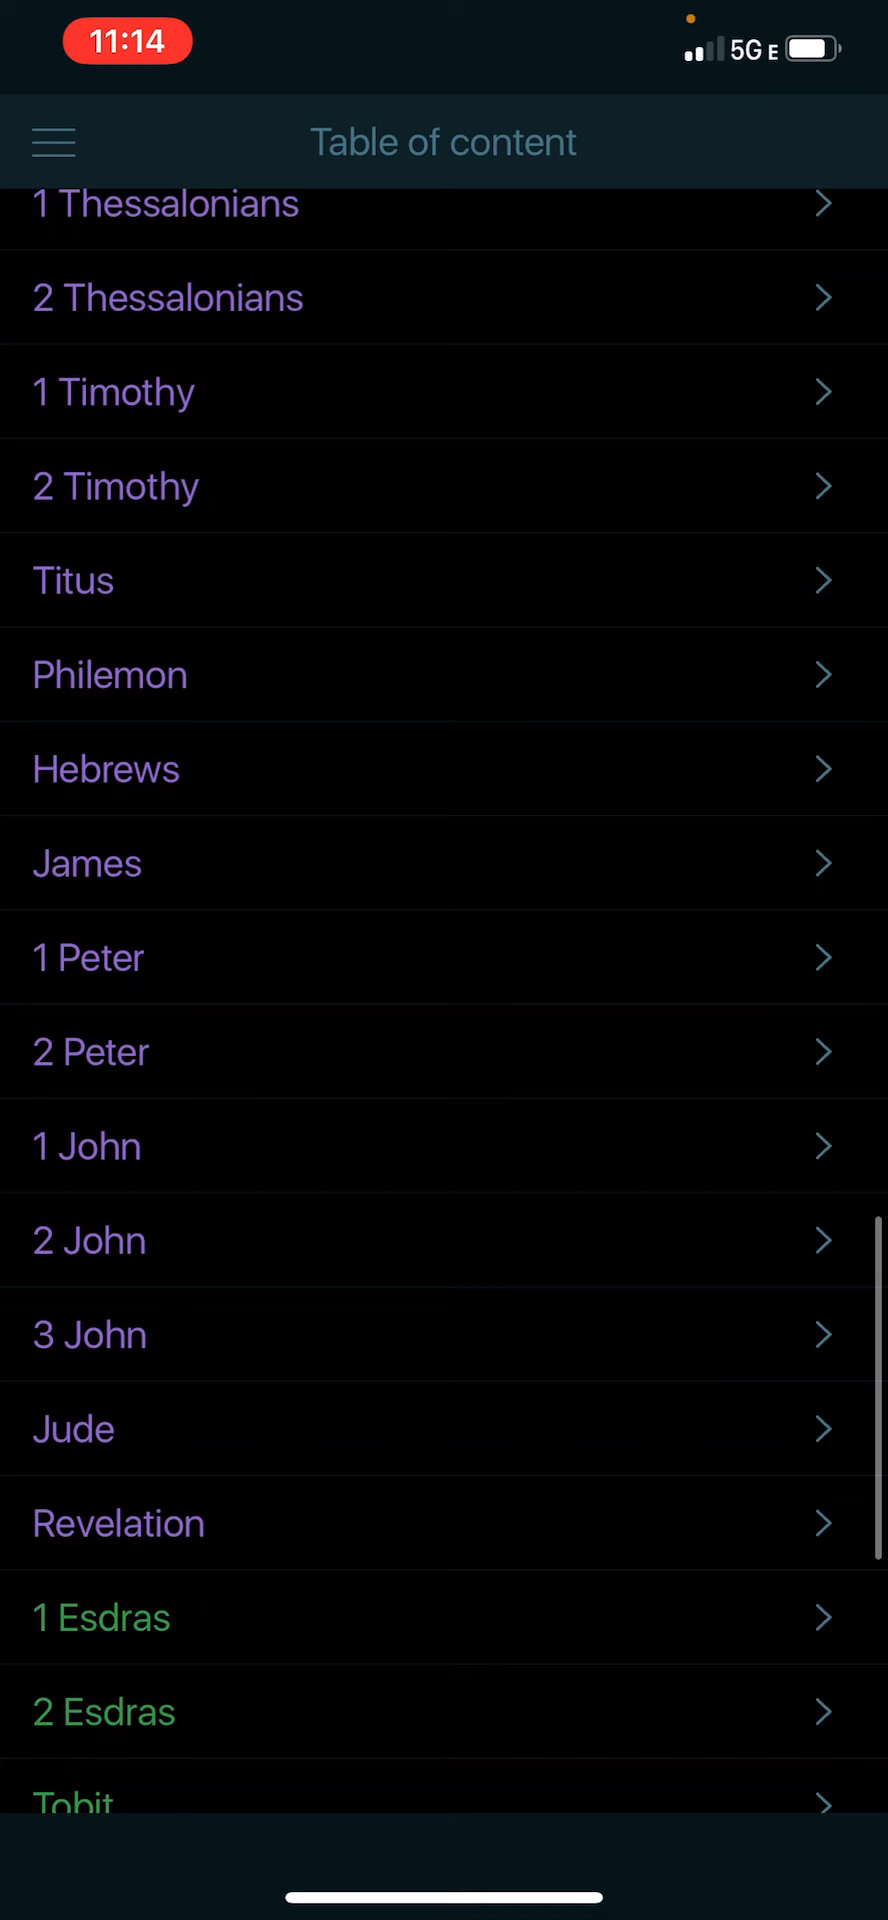 11:14
5G E
Table of content
1 Thessalonians
2 Thessalonians
1 Timothy
2 Timothy
Titus
Philemon
Hebrews
James
1 Peter
2 Peter
1 John
2 John
3 John
Jude
Revelation
1 Esdras
2 Esdras
Tobit